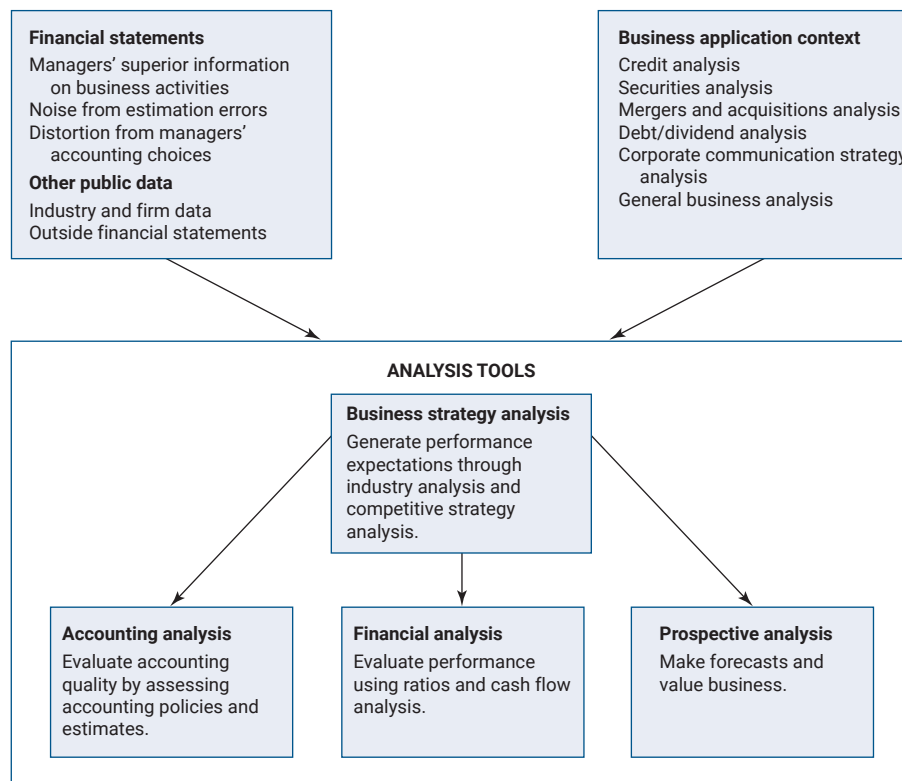 Financial statements
Managers’ superior information
on business activities
Noise from estimation errors
Distortion from managers’
accounting choices
Other public data
Industry and firm data
Outside financial statements
Business application context
Credit analysis
Securities analysis
Mergers and acquisitions analysis
Debt/dividend analysis
Corporate communication strategy
analysis
General business analysis
ANALYSIS TOOLS
Business strategy analysis
Generate performance
expectations through
industry analysis and
competitive strategy
analysis.
Accounting analysis
Evaluate accounting
quality by assessing
accounting policies and
estimates.
Financial analysis
Evaluate performance
using ratios and cash flow
analysis.
Prospective analysis
Make forecasts and
value business.